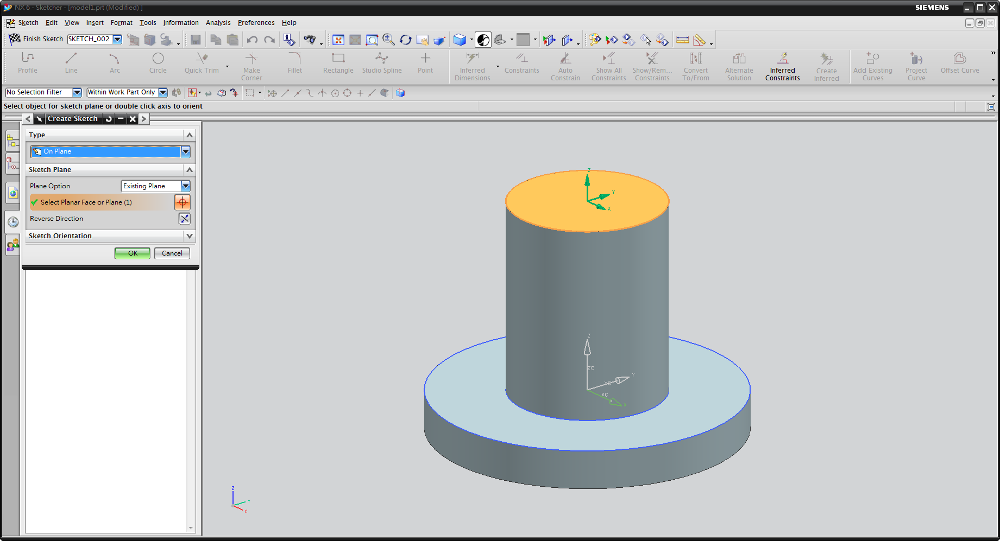 NX 6 - Sketcher - [model1.prt (Modified) ]
SIEMENS
Sketch Edit View Insert Format Tools Information Analysis Preferences Help
Finish Sketch SKETCH_002
Profile Line Arc Circle Quick Trim Make Corner Fillet Rectangle Studio Spline Point Inferred Dimensions Constraints Auto Constrain Show All Constraints Show/Rem... Constraints Convert To/From Alternate Solution Inferred Constraints Create Inferred Add Existing Curves Project Curve Offset Curve
No Selection Filter Within Work Part Only
Select object for sketch plane or double click axis to orient
Create Sketch
Type
On Plane
Sketch Plane
Plane Option Existing Plane
Select Planar Face or Plane (1)
Reverse Direction
Sketch Orientation
OK Cancel
Z
Y
X
Z
ZC
Y
YC
XC
X
Z
Y
X